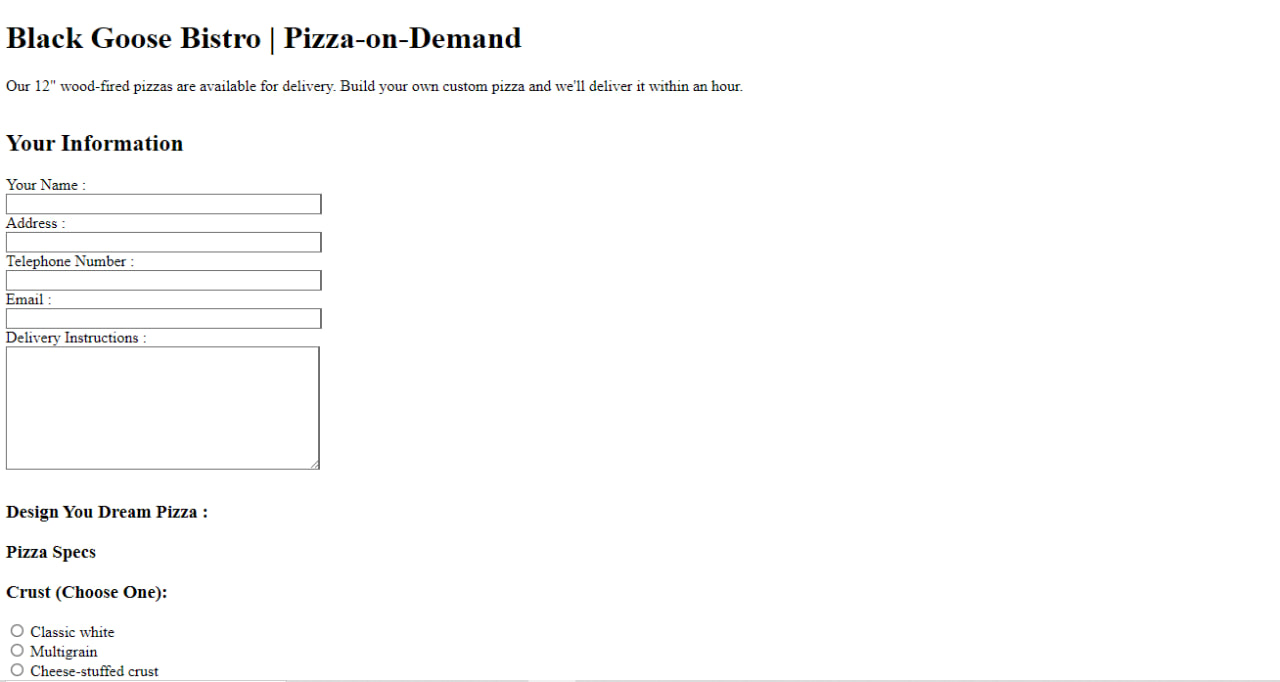 Black Goose Bistro | Pizza-on-Demand
Our 12" wood-fired pizzas are available for delivery. Build your own custom pizza and we'll deliver it within an hour.
Your Information
Your Name :
Address :
Telephone Number :
Email :
Delivery Instructions :
Design You Dream Pizza :
Pizza Specs
Crust (Choose One):
Classic white
Multigrain
Cheese-stuffed crust